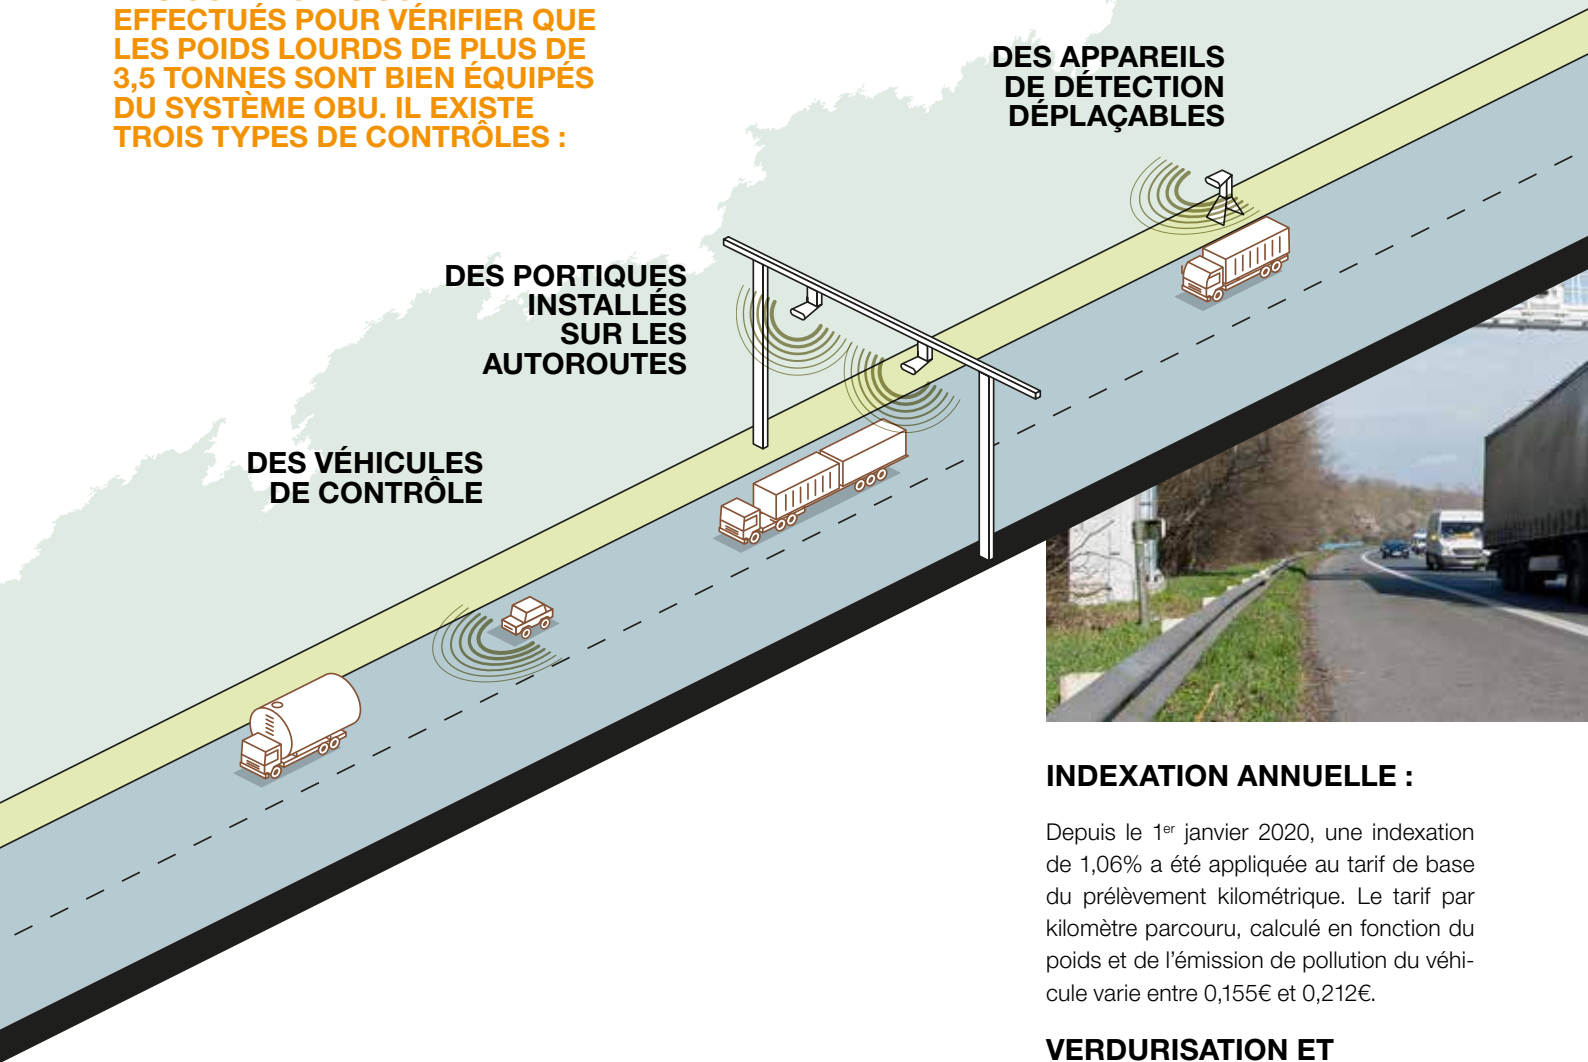 EFFECTUÉS POUR VÉRIFIER QUE
LES POIDS LOURDS DE PLUS DE
3,5 TONNES SONT BIEN ÉQUIPÉS
DU SYSTÈME OBU. IL EXISTE
TROIS TYPES DE CONTRÔLES :
DES APPAREILS
DE DÉTECTION
DÉPLAÇABLES
DES PORTIQUES
INSTALLÉS
SUR LES
AUTOROUTES
DES VÉHICULES
DE CONTRÔLE
INDEXATION ANNUELLE :
Depuis le 1er janvier 2020, une indexation
de 1,06% a été appliquée au tarif de base
du prélèvement kilométrique. Le tarif par
kilomètre parcouru, calculé en fonction du
poids et de l'émission de pollution du véhi-
cule varie entre 0,155€ et 0,212€.
VERDURISATION ET